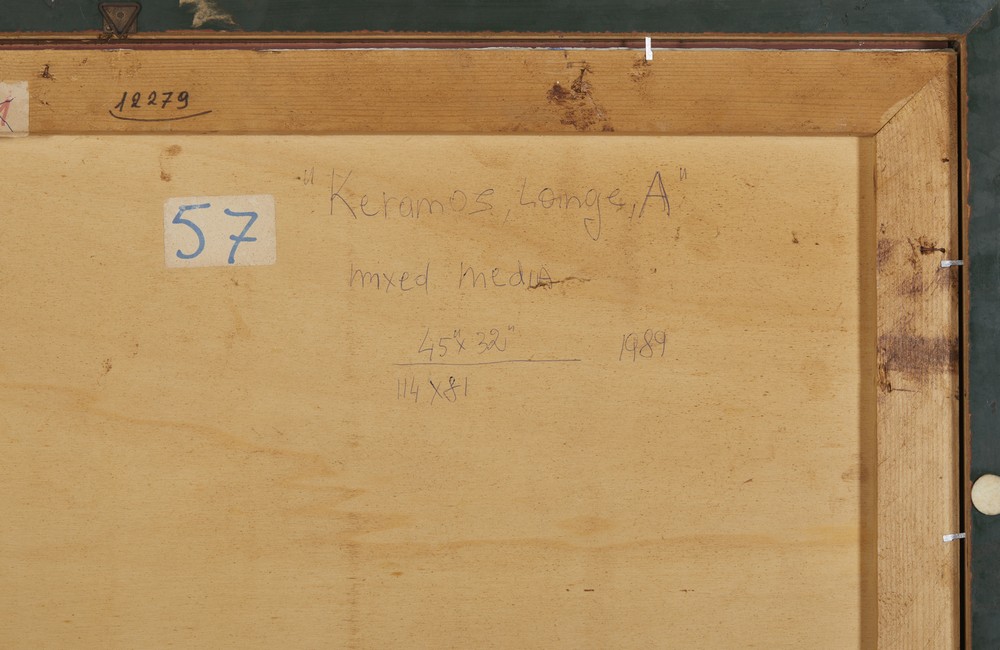 12279
57
"Keramos, Longe, A"
mixed media
45" x 32" 1989
114 x 81